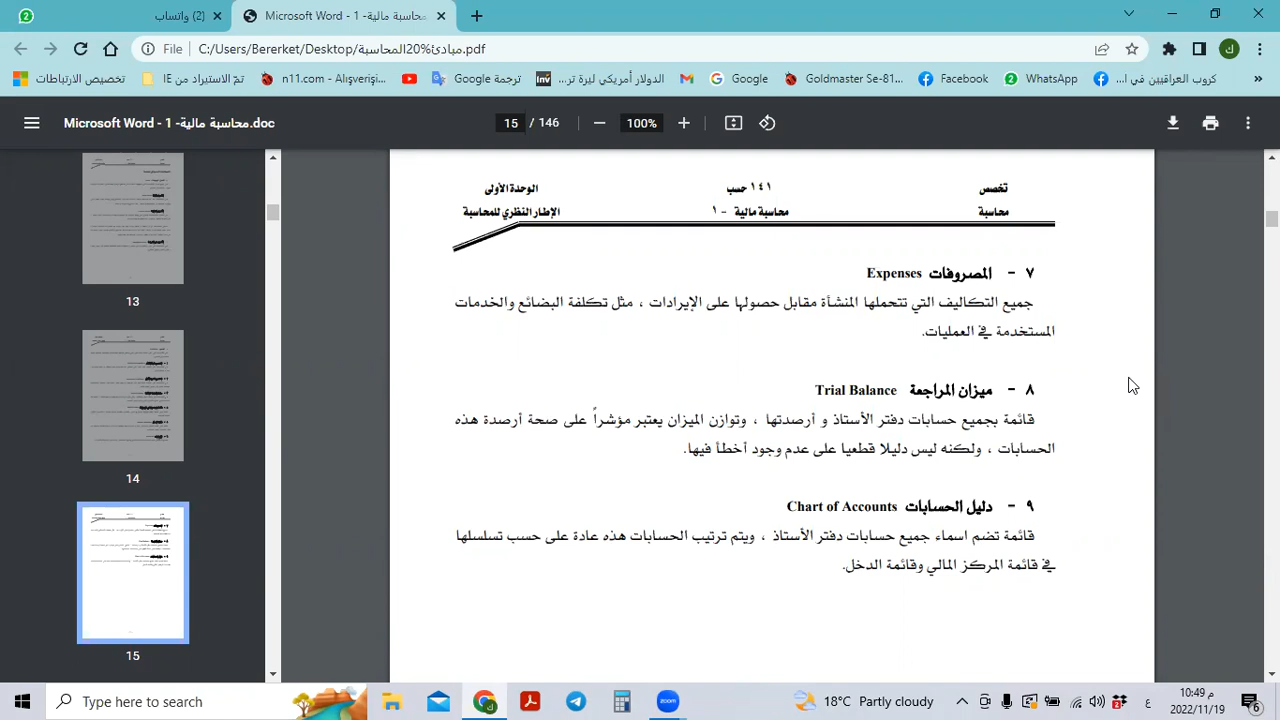 (2) واتساب
Microsoft Word - 1 -محاسبة مالية
File
C:/Users/Bererket/Desktop/مبادئ%20المحاسبة.pdf
تخصيص الارتباطات
تمّ الاستيراد من IE
n11.com - Alışverişi...
ترجمة Google
الدولار أمريكي ليرة تر...
Google
Goldmaster Se-81...
Facebook
WhatsApp
كروب العراقيين في ا...
Microsoft Word - 1 -محاسبة مالية.doc
15 / 146
100%
13
14
15
تخصص
١٤١ حسب
الوحدة الأولى
محاسبة
محاسبة مالية - ١
الإطار النظري للمحاسبة
٧ - المصروفات Expenses
جميع التكاليف التي تتحملها المنشأة مقابل حصولها على الإيرادات ، مثل تكلفة البضائع والخدمات
المستخدمة في العمليات.
٨ - ميزان المراجعة Trial Balance
قائمة بجميع حسابات دفتر الأستاذ و أرصدتها ، وتوازن الميزان يعتبر مؤشراً على صحة أرصدة هذه
الحسابات ، ولكنه ليس دليلا قطعيا على عدم وجود أخطأ فيها.
٩ - دليل الحسابات Chart of Accounts
قائمة تضم اسماء جميع حسابات دفتر الأستاذ ، ويتم ترتيب الحسابات هذه عادة على حسب تسلسلها
في قائمة المركز المالي وقائمة الدخل.
Type here to search
zoom
18°C Partly cloudy
ع
10:49 م
2022/11/19
6